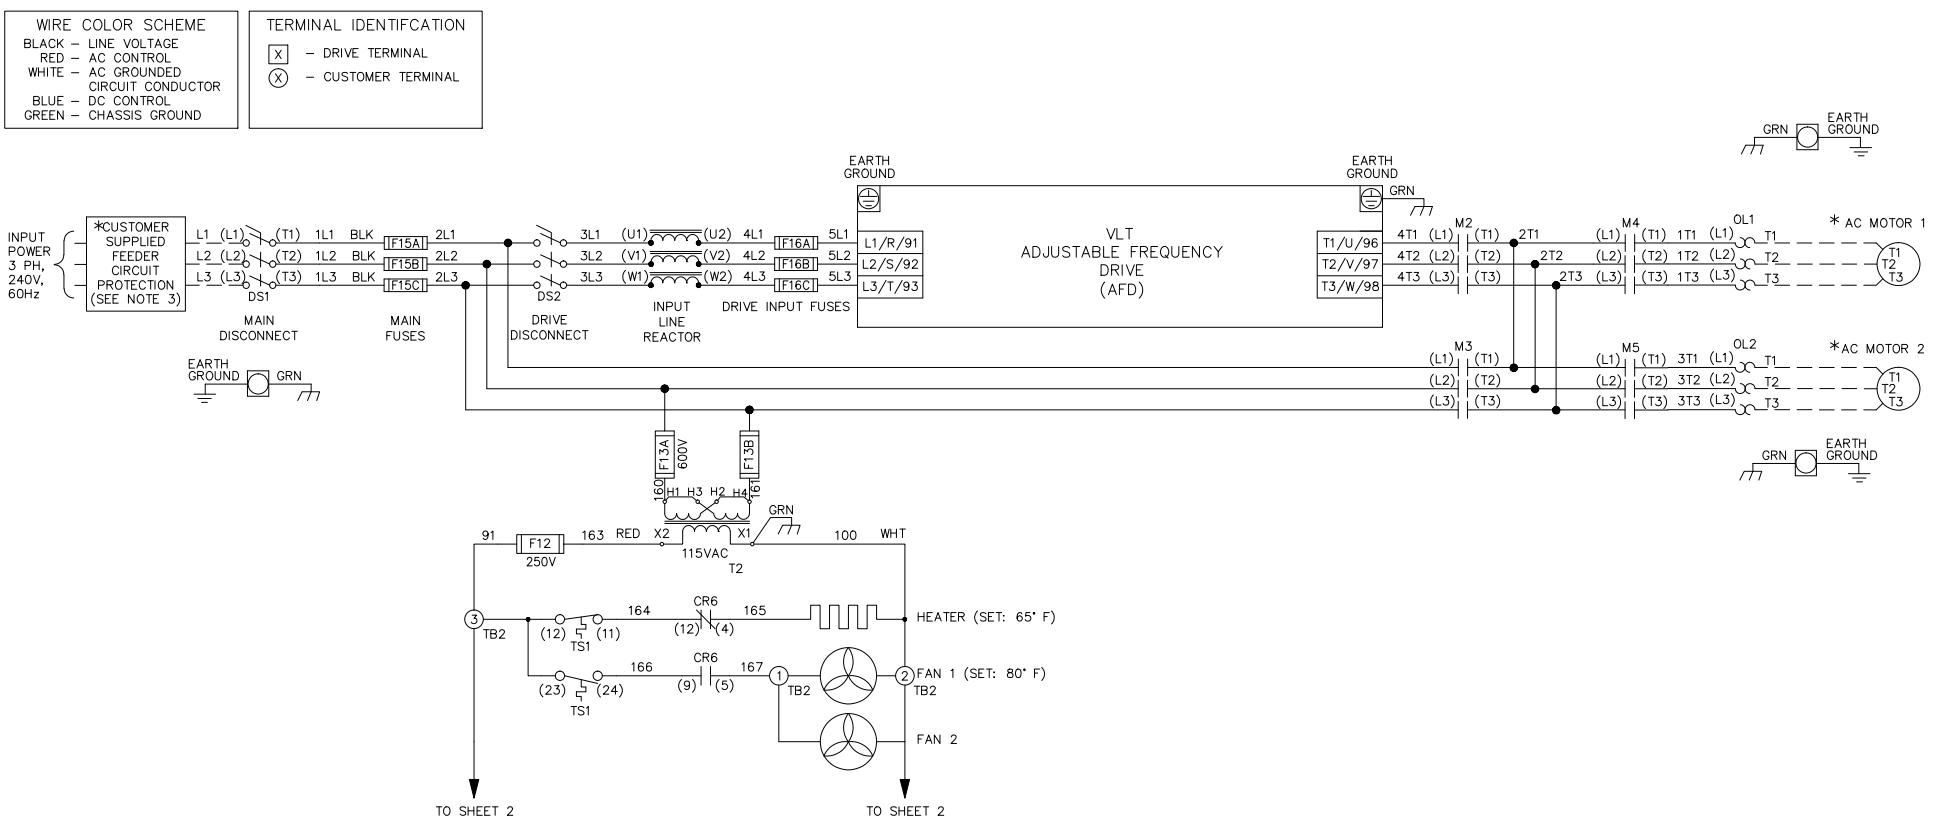 WIRE COLOR SCHEME
BLACK – LINE VOLTAGE
RED – AC CONTROL
WHITE – AC GROUNDED
CIRCUIT CONDUCTOR
BLUE – DC CONTROL
GREEN – CHASSIS GROUND
TERMINAL IDENTIFCATION
X – DRIVE TERMINAL
X – CUSTOMER TERMINAL
GRN
EARTH
GROUND
EARTH
GROUND
EARTH
GROUND
GRN
INPUT
POWER
3 PH,
240V,
60Hz
*CUSTOMER
SUPPLIED
FEEDER
CIRCUIT
PROTECTION
(SEE NOTE 3)
L1 (L1) (T1) 1L1 BLK F15A 2L1 3L1 (U1) (U2) 4L1 F16A 5L1 L1/R/91
L2 (L2) (T2) 1L2 BLK F15B 2L2 3L2 (V1) (V2) 4L2 F16B 5L2 L2/S/92
L3 (L3) (T3) 1L3 BLK F15C 2L3 3L3 (W1) (W2) 4L3 F16C 5L3 L3/T/93
DS1
MAIN
DISCONNECT
MAIN
FUSES
DS2
DRIVE
DISCONNECT
INPUT
LINE
REACTOR
DRIVE INPUT FUSES
VLT
ADJUSTABLE FREQUENCY
DRIVE
(AFD)
M2 M4 OL1
T1/U/96 4T1 (L1) (T1) 2T1 (L1) (T1) 1T1 (L1) T1
T2/V/97 4T2 (L2) (T2) 2T2 (L2) (T2) 1T2 (L2) T2
T3/W/98 4T3 (L3) (T3) 2T3 (L3) (T3) 1T3 (L3) T3
* AC MOTOR 1
T1
T2
T3
EARTH
GROUND
GRN
M3 M5 OL2
(L1) (T1) (L1) (T1) 3T1 (L1) T1
(L2) (T2) (L2) (T2) 3T2 (L2) T2
(L3) (T3) (L3) (T3) 3T3 (L3) T3
*AC MOTOR 2
T1
T2
T3
GRN
EARTH
GROUND
F13A
600V
F13B
160
161
H1 H3 H2 H4
GRN
91 F12 163 RED X2 X1 100 WHT
250V
115VAC
T2
3
TB2
164 CR6 165
(12) (11) (12) (4)
TS1
HEATER (SET: 65° F)
166 CR6 167
(23) (24) (9) (5)
TS1
1
TB2
2
TB2
FAN 1 (SET: 80° F)
FAN 2
TO SHEET 2
TO SHEET 2